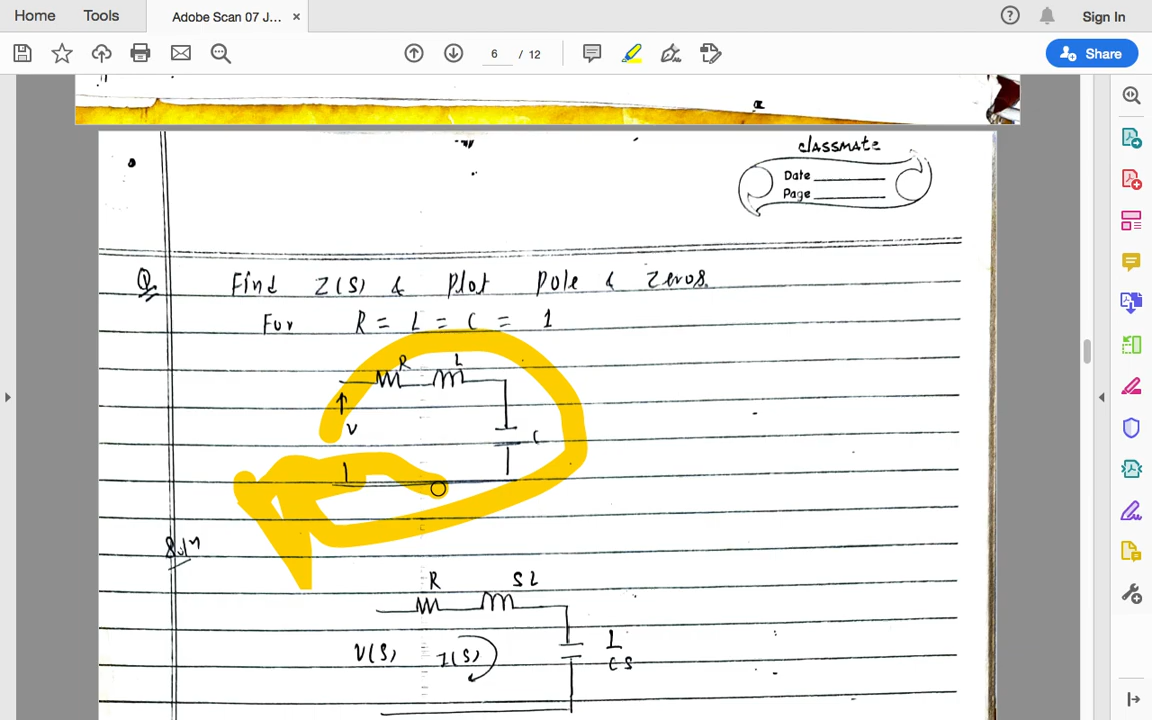 Home
Tools
Adobe Scan 07 J... ×
Sign In
6 / 12
Share
classmate
Date
Page
Q Find Z(S) & Plot Pole & Zeros.
For R = L = C = 1
R L
V
C
Soln
R SL
V(S) I(S)
1
CS